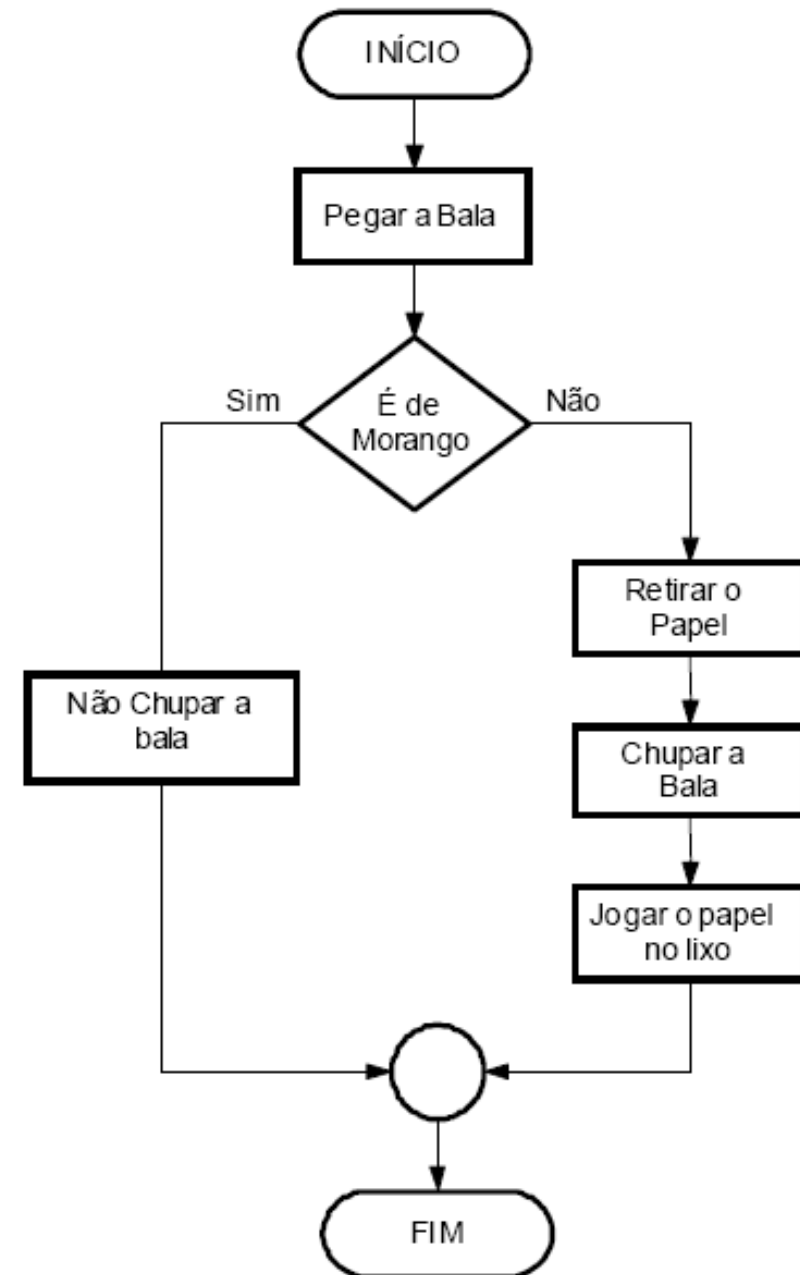 INÍCIO
Pegar a Bala
É de
Morango
Sim
Não
Retirar o
Papel
Não Chupar a
bala
Chupar a
Bala
Jogar o papel
no lixo
FIM